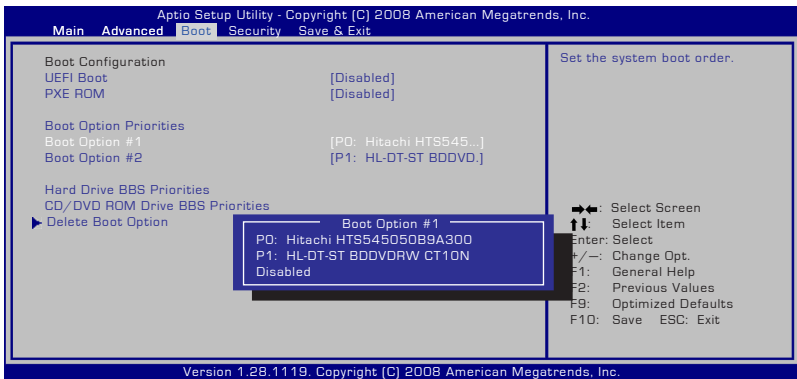 Aptio Setup Utility - Copyright (C) 2008 American Megatrends, Inc.
Main Advanced Boot Security Save & Exit
Boot Configuration
UEFI Boot [Disabled]
PXE ROM [Disabled]
Boot Option Priorities
Boot Option #1 [P0: Hitachi HTS545...]
Boot Option #2 [P1: HL-DT-ST BDDVD.]
Hard Drive BBS Priorities
CD/DVD ROM Drive BBS Priorities
Delete Boot Option
Boot Option #1
P0: Hitachi HTS545050B9A300
P1: HL-DT-ST BDDVDRW CT10N
Disabled
Set the system boot order.
→←: Select Screen
↑↓: Select Item
Enter: Select
+/—: Change Opt.
F1: General Help
F2: Previous Values
F9: Optimized Defaults
F10: Save ESC: Exit
Version 1.28.1119. Copyright (C) 2008 American Megatrends, Inc.